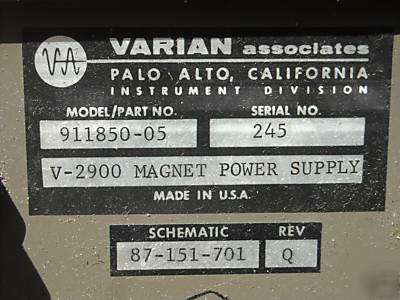 VA VARIAN associates
PALO ALTO, CALIFORNIA
INSTRUMENT DIVISION
MODEL/PART NO. SERIAL NO.
911850-05 245
V-2900 MAGNET POWER SUPPLY
MADE IN U.S.A.
SCHEMATIC REV
87-151-701 Q